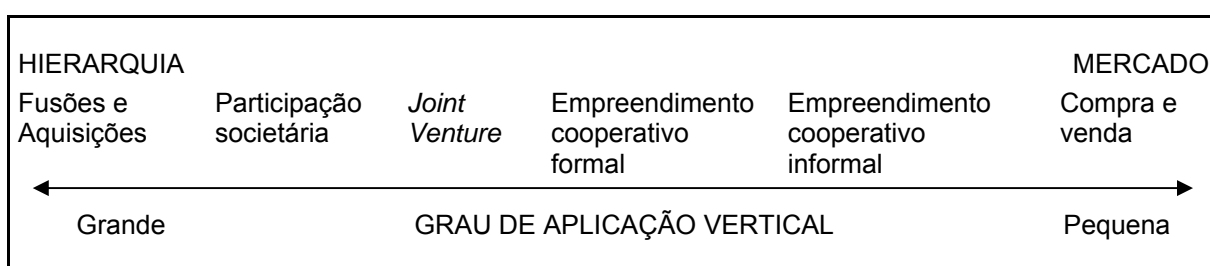 HIERARQUIA MERCADO
Fusões e Participação Joint Empreendimento Empreendimento Compra e
Aquisições societária Venture cooperativo cooperativo venda
formal informal
Grande GRAU DE APLICAÇÃO VERTICAL Pequena